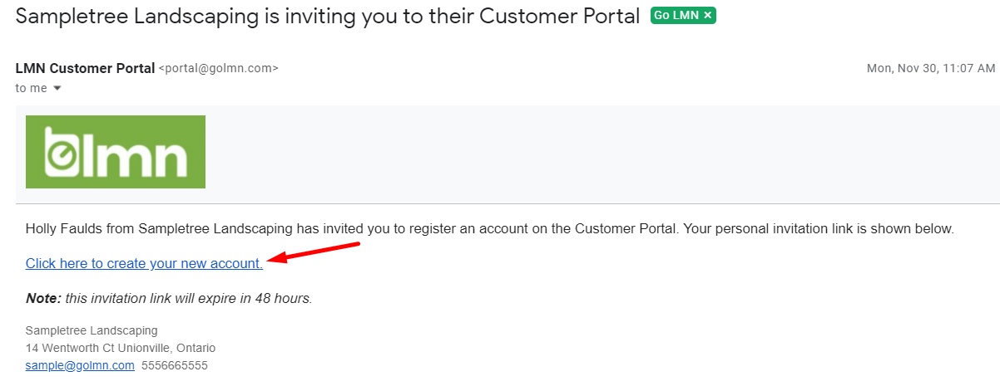 Sampletree Landscaping is inviting you to their Customer Portal Go LMN ×
LMN Customer Portal <portal@golmn.com> Mon, Nov 30, 11:07 AM
to me
lmn
Holly Faulds from Sampletree Landscaping has invited you to register an account on the Customer Portal. Your personal invitation link is shown below.
Click here to create your new account.
Note: this invitation link will expire in 48 hours.
Sampletree Landscaping
14 Wentworth Ct Unionville, Ontario
sample@golmn.com 5556665555